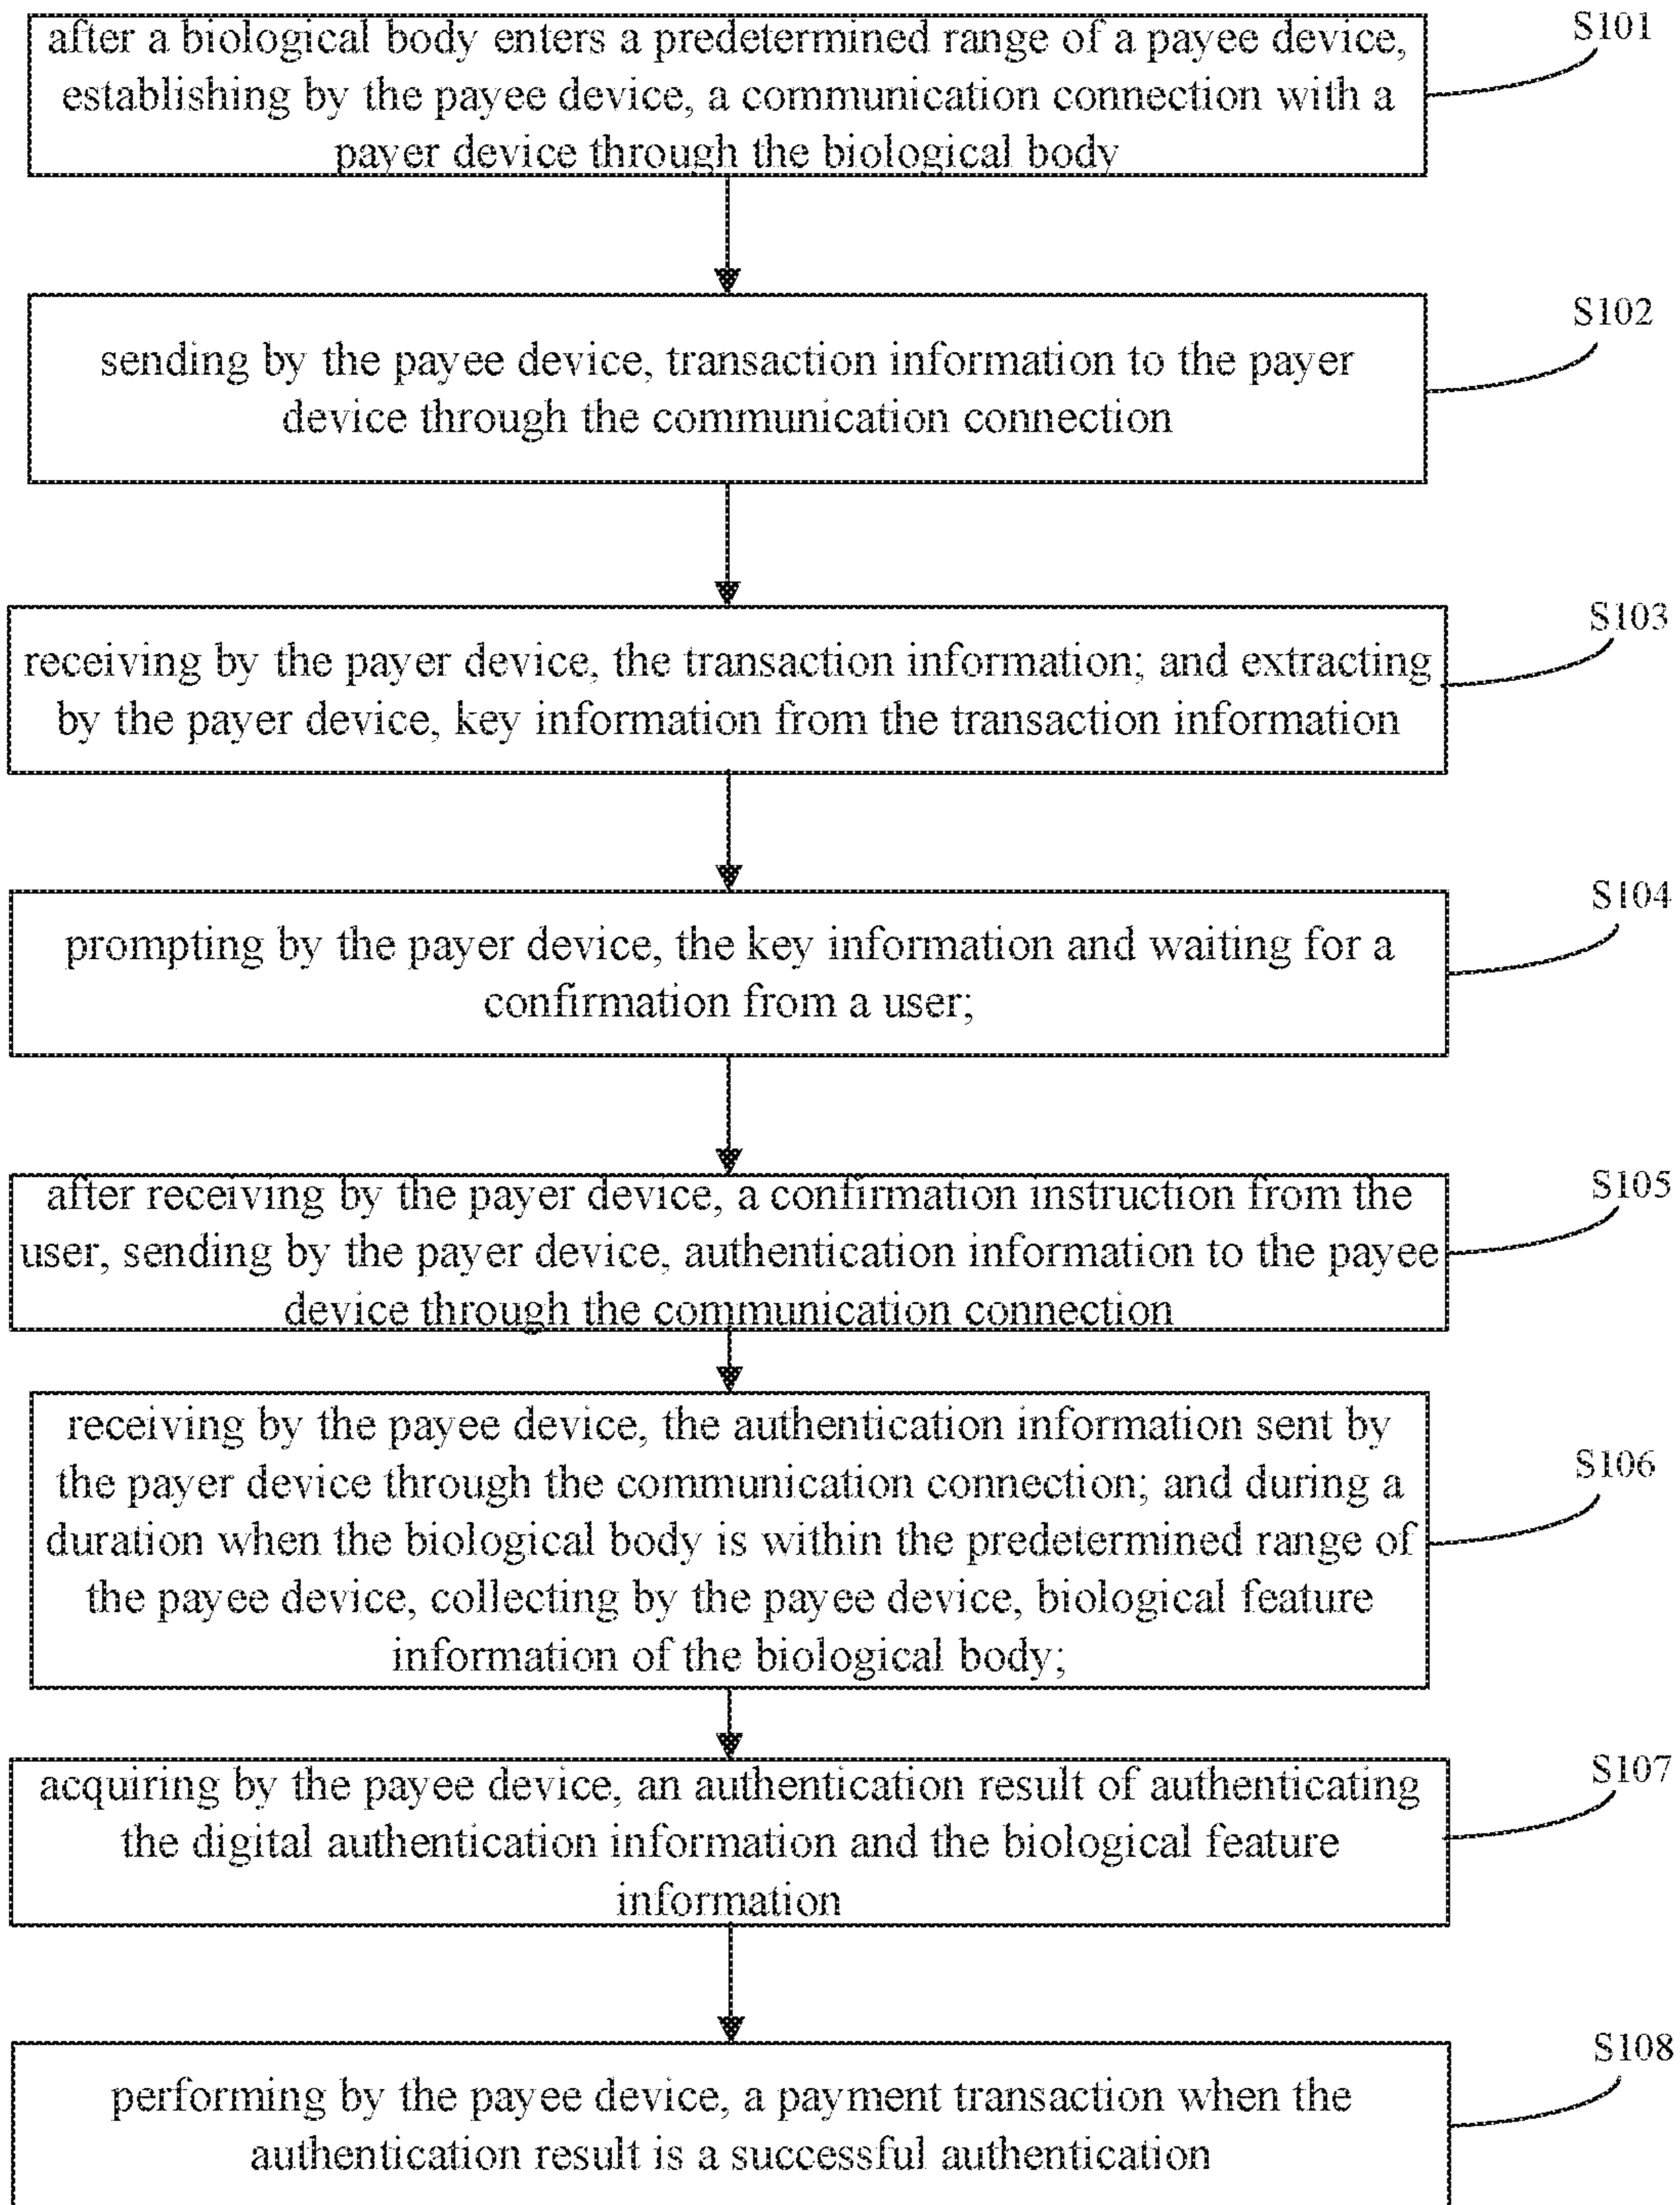 after a biological body enters a predetermined range of a payee device,
establishing by the payee device, a communication connection with a
payer device through the biological body
S101
sending by the payee device, transaction information to the payer
device through the communication connection
S102
receiving by the payer device, the transaction information; and extracting
by the payer device, key information from the transaction information
S103
prompting by the payer device, the key information and waiting for a
confirmation from a user;
S104
after receiving by the payer device, a confirmation instruction from the
user, sending by the payer device, authentication information to the payee
device through the communication connection
S105
receiving by the payee device, the authentication information sent by
the payer device through the communication connection; and during a
duration when the biological body is within the predetermined range of
the payee device, collecting by the payee device, biological feature
information of the biological body;
S106
acquiring by the payee device, an authentication result of authenticating
the digital authentication information and the biological feature
information
S107
performing by the payee device, a payment transaction when the
authentication result is a successful authentication
S108